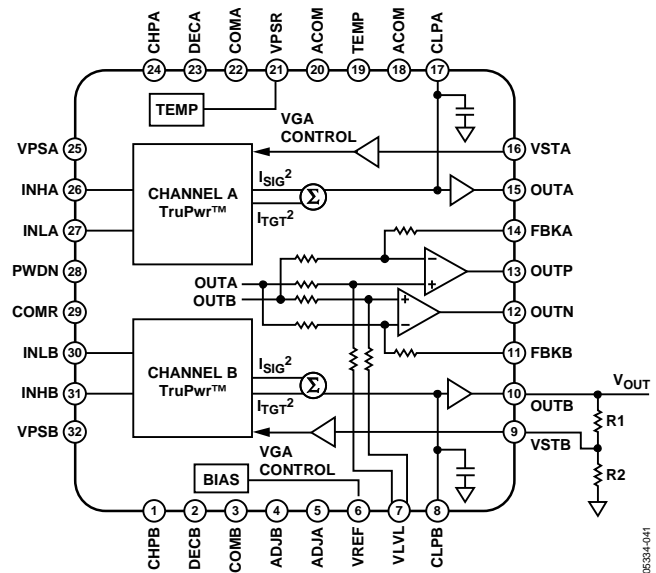 CHPA
DECA
COMA
VPSR
ACOM
TEMP
ACOM
CLPA
24
23
22
21
20
19
18
17
TEMP
VGA
CONTROL
VPSA 25
16 VSTA
INHA 26
CHANNEL A
TruPwr™
ISIG²
Σ
15 OUTA
INLA 27
ITGT²
14 FBKA
PWDN 28
OUTA
OUTB
−
+
13 OUTP
COMR 29
+
−
12 OUTN
INLB 30
11 FBKB
CHANNEL B
TruPwr™
ISIG²
Σ
VOUT
INHB 31
ITGT²
10 OUTB
R1
VPSB 32
9 VSTB
VGA
CONTROL
R2
BIAS
1
2
3
4
5
6
7
8
CHPB
DECB
COMB
ADJB
ADJA
VREF
VLVL
CLPB
05334-041